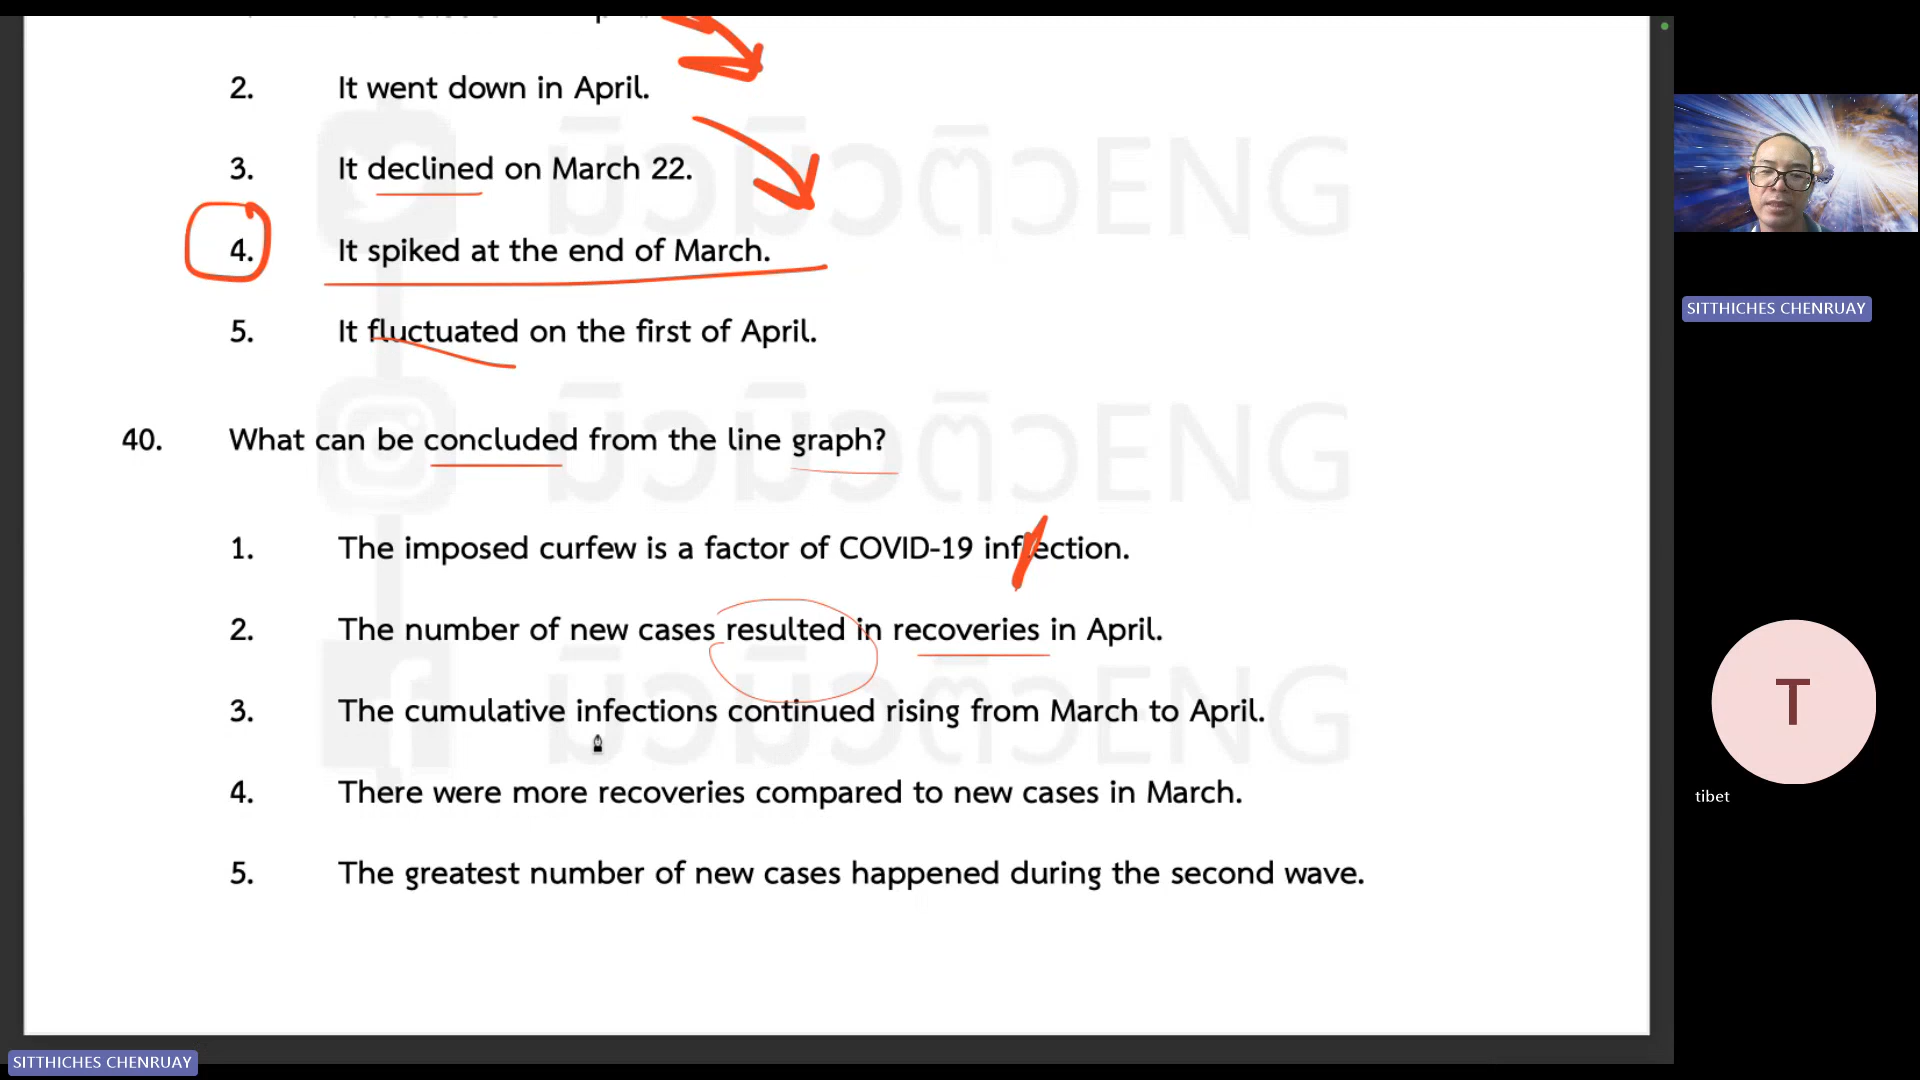 2. It went down in April.
3. It declined on March 22.
4. It spiked at the end of March.
5. It fluctuated on the first of April.
40. What can be concluded from the line graph?
1. The imposed curfew is a factor of COVID-19 inflection.
2. The number of new cases resulted in recoveries in April.
3. The cumulative infections continued rising from March to April.
4. There were more recoveries compared to new cases in March.
5. The greatest number of new cases happened during the second wave.
SITTHICHES CHENRUAY
T
tibet
SITTHICHES CHENRUAY